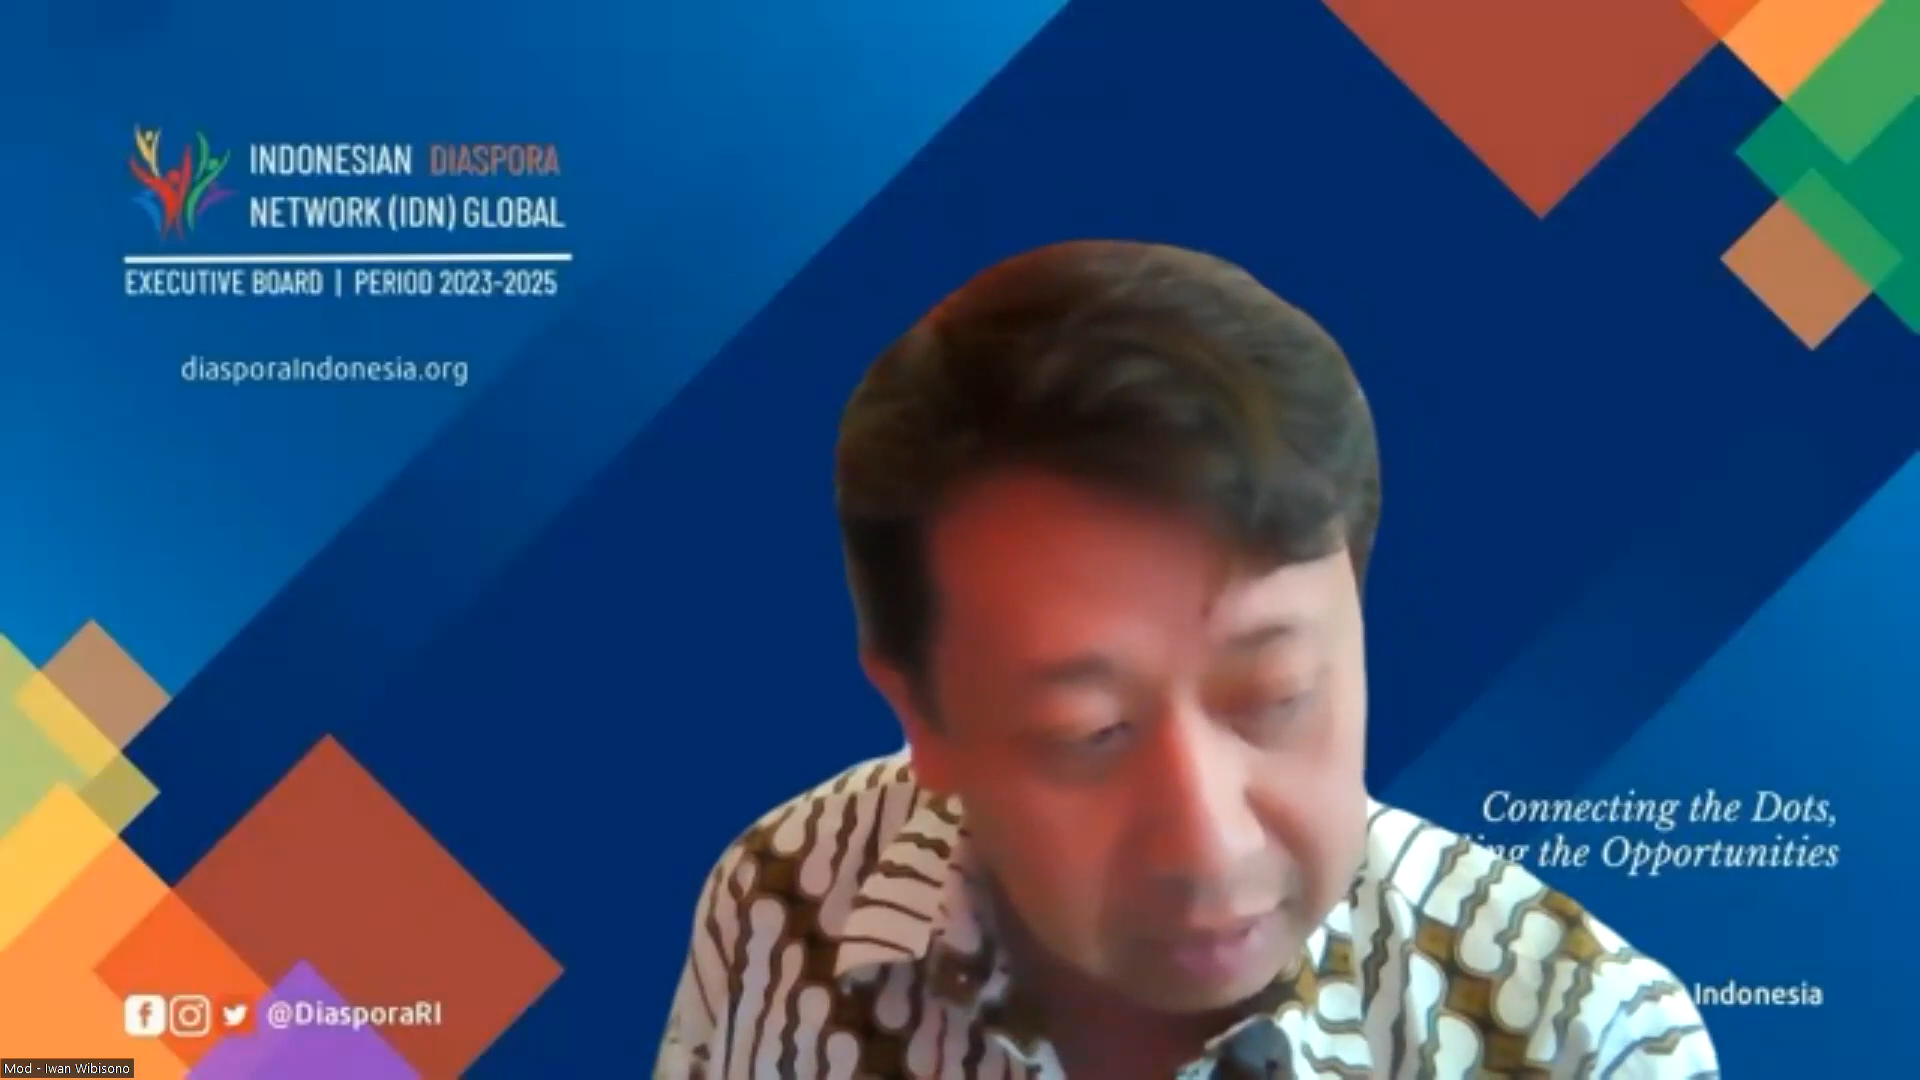 INDONESIAN DIASPORA
NETWORK (IDN) GLOBAL
EXECUTIVE BOARD | PERIOD 2023-2025
diasporaIndonesia.org
Connecting the Dots,
the Opportunities
Indonesia
@DiasporaRI
Mod - Iwan Wibisono